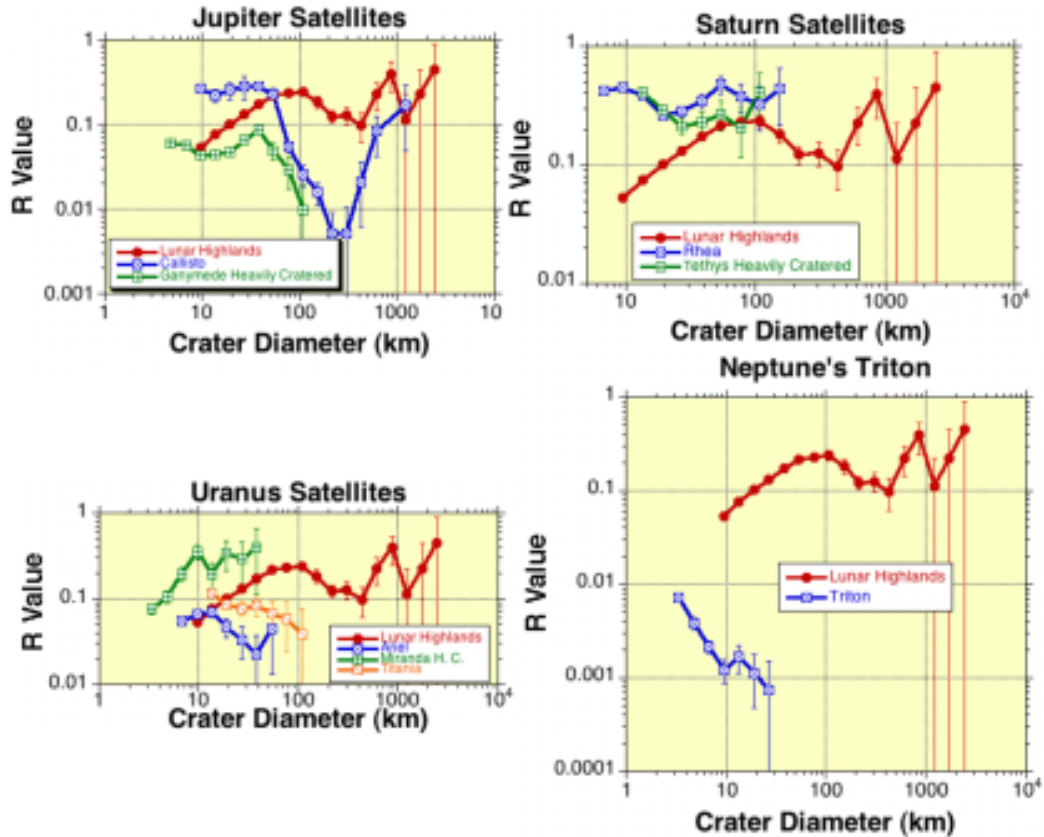 Jupiter Satellites
1
0.1
0.01
0.001
R Value
Lunar Highlands
Callisto
Ganymede Heavily Cratered
1
10
100
1000
10
Crater Diameter (km)
Saturn Satellites
1
0.1
0.01
R Value
Lunar Highlands
Rhea
Tethys Heavily Cratered
10
100
1000
10⁴
Crater Diameter (km)
Uranus Satellites
1
0.1
0.01
R Value
Lunar Highlands
Ariel
Miranda H. C.
Titania
1
10
100
1000
10⁴
Crater Diameter (km)
Neptune's Triton
1
0.1
0.01
0.001
0.0001
R Value
Lunar Highlands
Triton
1
10
100
1000
10⁴
Crater Diameter (km)